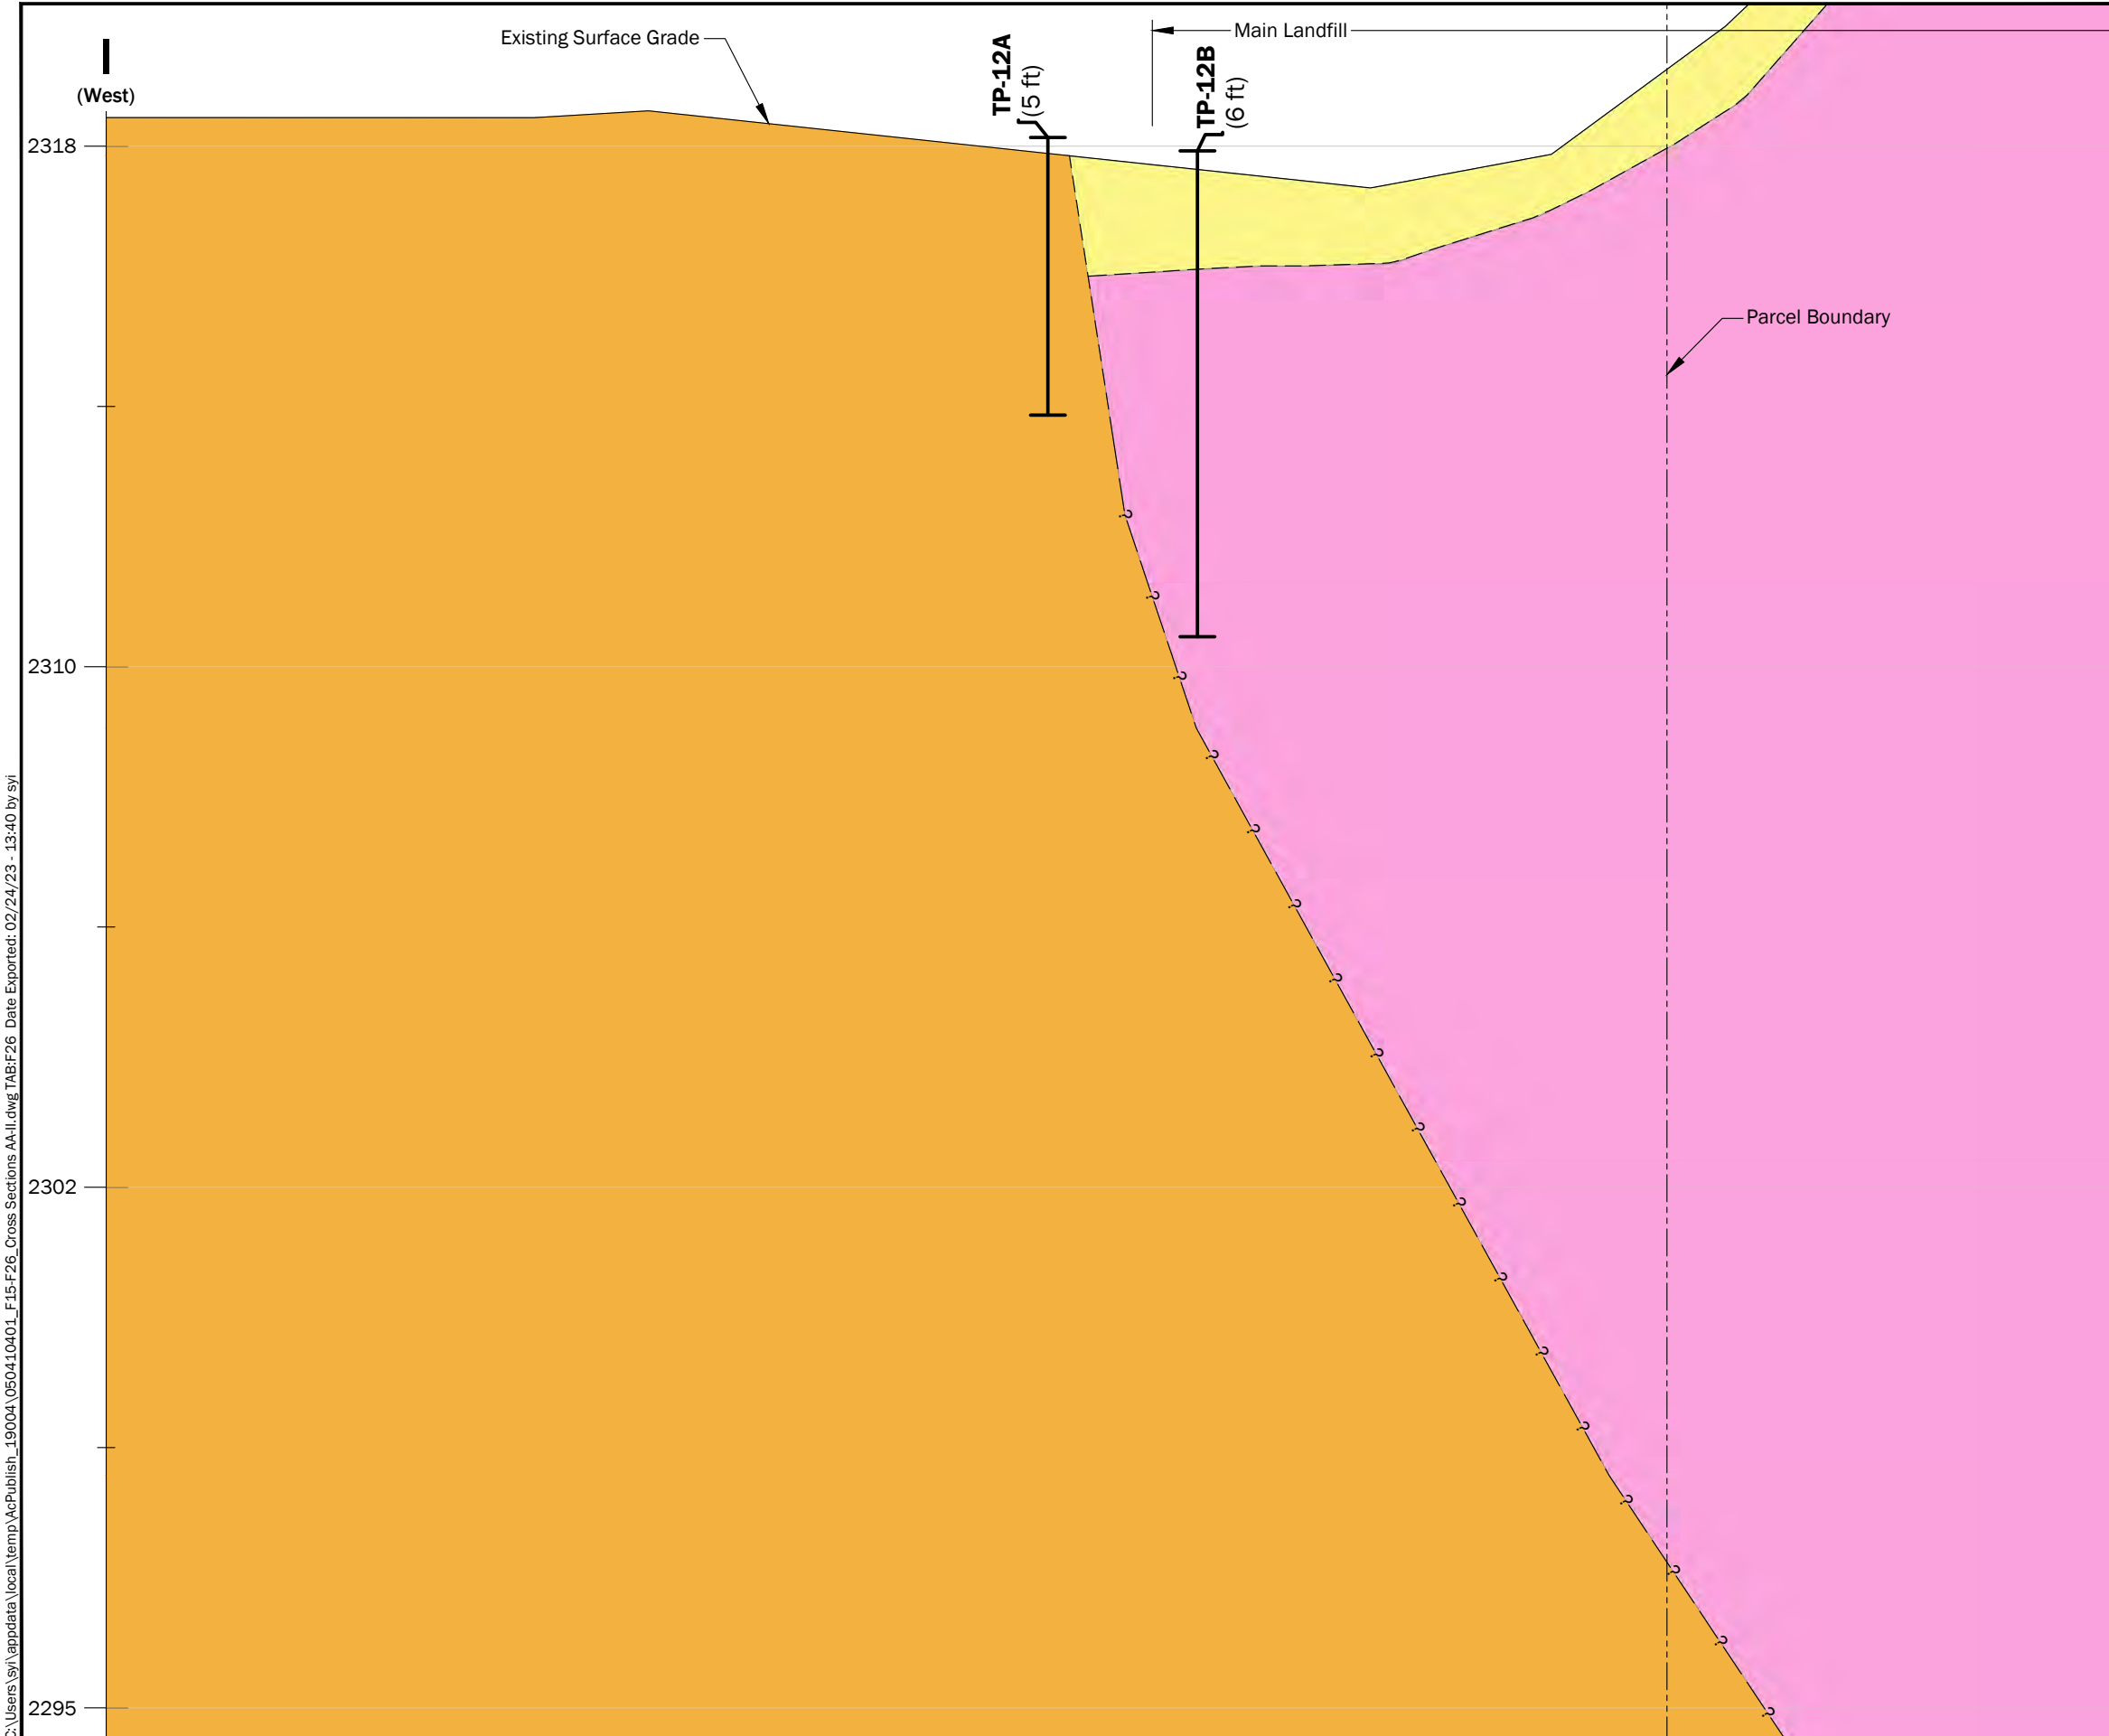 Existing Surface Grade
Main Landfill
I
(West)
TP-12A
(5 ft)
TP-12B
(6 ft)
2318
Parcel Boundary
?
?
2310
?
?
?
?
?
?
?
2302
?
?
?
?
?
?
?
2295
?
C:\Users\syi\appdata\local\temp\AcPublish_19004\050410401_F15-F26_Cross Sections AA-II.dwg TAB:F26 Date Exported: 02/24/23 - 13:40 by syi